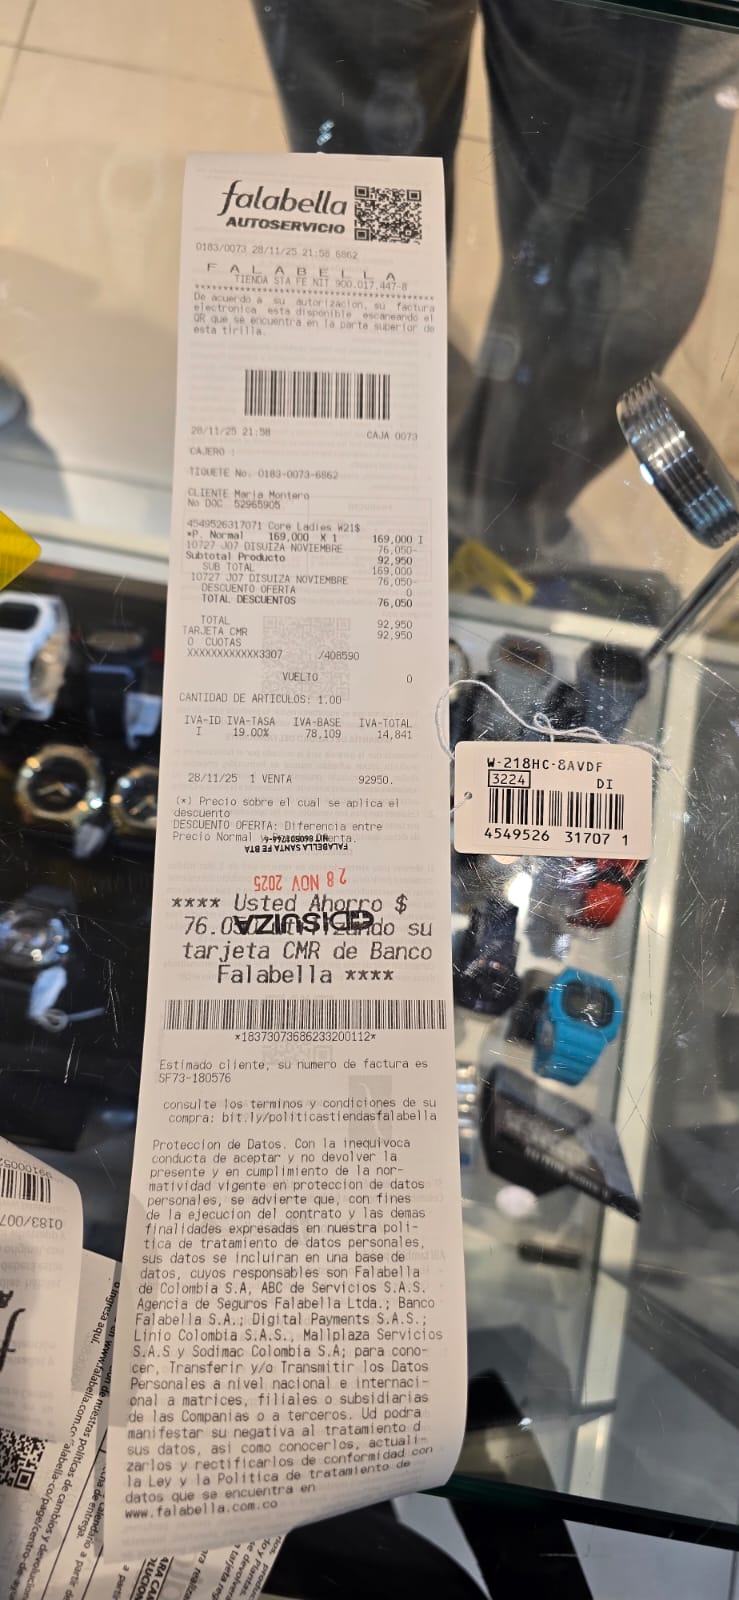 falabella
AUTOSERVICIO
0183/0073 28/11/25 21:58 6862
F A L A B E L L A
TIENDA STA FE NIT 900.017.447-8
De acuerdo a su autorizacion, su factura
electronica esta disponible escaneando el
QR que se encuentra en la parte superior de
esta tirilla.
28/11/25 21:58 CAJA 0073
CAJERO :
TIQUETE No. 0183-0073-6862
CLIENTE Maria Montero
No DOC 52965905
4549526317071 Core Ladies W21$
*P. Normal 169,000 X 1 169,000 I
10727 J07 DISUIZA NOVIEMBRE 76,050-
Subtotal Producto 92,950
SUB TOTAL 169,000
10727 J07 DISUIZA NOVIEMBRE 76,050-
DESCUENTO OFERTA 0
TOTAL DESCUENTOS 76,050
TOTAL 92,950
TARJETA CMR 92,950
0 CUOTAS
XXXXXXXXXXXX3307 /408590
VUELTO 0
CANTIDAD DE ARTICULOS: 1.00
IVA-ID IVA-TASA IVA-BASE IVA-TOTAL
I 19.00% 78,109 14,841
28/11/25 1 VENTA 92950.
(*) Precio sobre el cual se aplica el
descuento
DESCUENTO OFERTA: Diferencia entre
Precio Normal
FALABELLA SANTA FE BTA
28 NOV 2025
DISUIZA
**** Usted Ahorro $
76.050 su
tarjeta CMR de Banco
Falabella ****
*18373073686233200112*
Estimado cliente, su numero de factura es
SF73-180576
consulte los terminos y condiciones de su
compra: bit.ly/politicastiendasfalabella
Proteccion de Datos. Con la inequivoca
conducta de aceptar y no devolver la
presente y en cumplimiento de la nor-
matividad vigente en proteccion de datos
personales, se advierte que, con fines
de la ejecucion del contrato y las demas
finalidades expresadas en nuestra poli-
tica de tratamiento de datos personales,
sus datos se incluiran en una base de
datos, cuyos responsables son Falabella
de Colombia S.A, ABC de Servicios S.A.S.
Agencia de Seguros Falabella Ltda.; Banco
Falabella S.A.; Digital Payments S.A.S.;
Linio Colombia S.A.S., Mallplaza Servicios
S.A.S y Sodimac Colombia S.A; para cono-
cer, Transferir y/o Transmitir los Datos
Personales a nivel nacional e internaci-
onal a matrices, filiales o subsidiarias
de las Companias o a terceros. Ud podra
manifestar su negativa al tratamiento d
sus datos, asi como conocerlos, actuali-
zarlos y rectificarlos de conformidad con
la Ley y la Politica de tratamiento de
datos que se encuentra en
www.falabella.com.co
W-218HC-8AVDF
3224 DI
4549526 31707 1